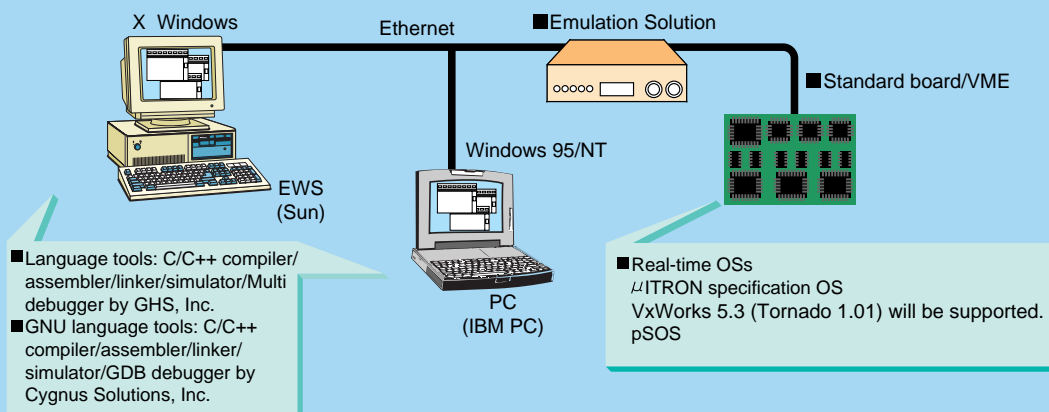 X Windows
Ethernet
■Emulation Solution
■Standard board/VME
Windows 95/NT
EWS
(Sun)
PC
(IBM PC)
■Language tools: C/C++ compiler/
assembler/linker/simulator/Multi
debugger by GHS, Inc.
■GNU language tools: C/C++
compiler/assembler/linker/
simulator/GDB debugger by
Cygnus Solutions, Inc.
■Real-time OSs
μITRON specification OS
VxWorks 5.3 (Tornado 1.01) will be supported.
pSOS